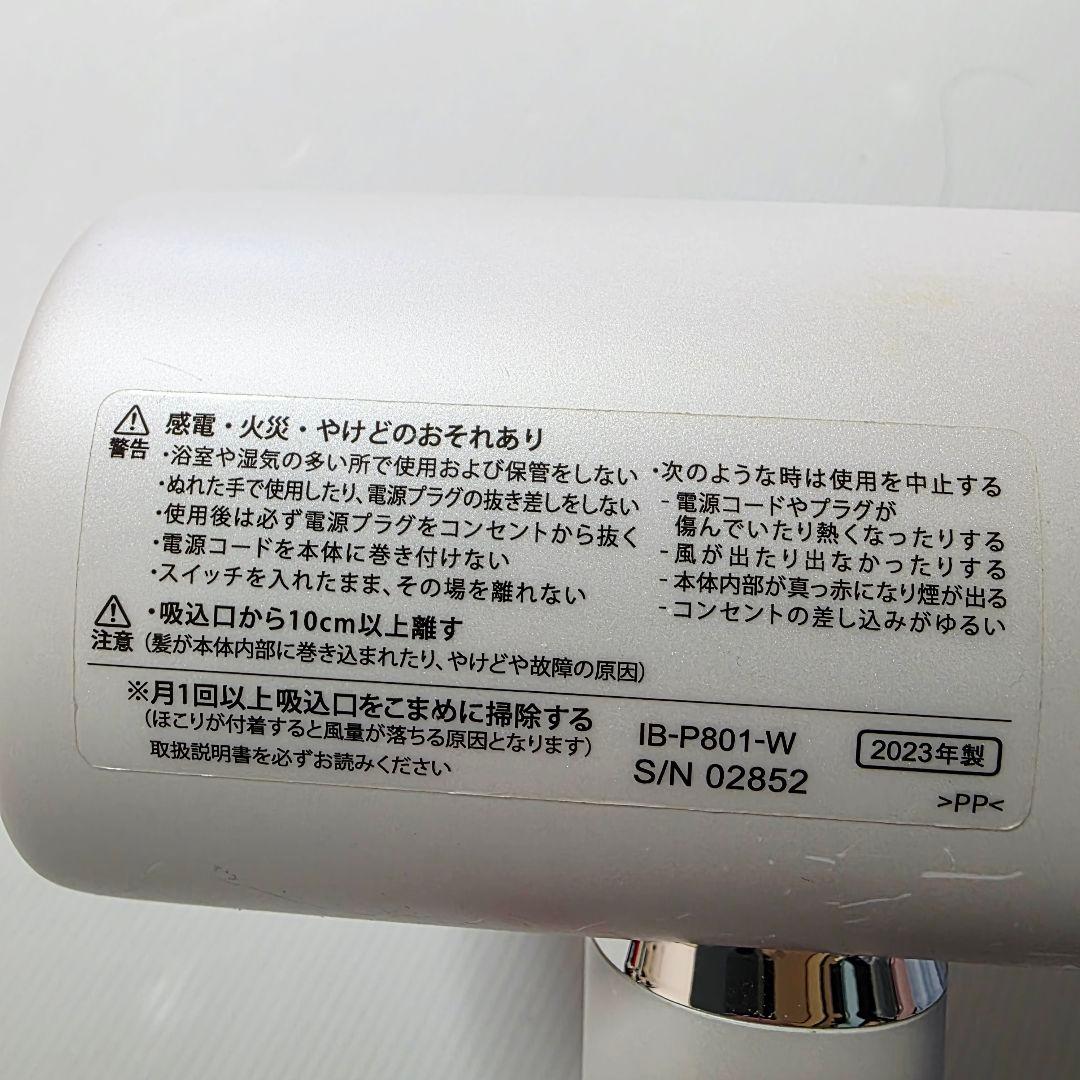 ⚠ 感電・火災・やけどのおそれあり
警告
・浴室や湿気の多い所で使用および保管をしない
・ぬれた手で使用したり、電源プラグの抜き差しをしない
・使用後は必ず電源プラグをコンセントから抜く
・電源コードを本体に巻き付けない
・スイッチを入れたまま、その場を離れない
・次のような時は使用を中止する
- 電源コードやプラグが
傷んでいたり熱くなったりする
- 風が出たり出なかったりする
- 本体内部が真っ赤になり煙が出る
- コンセントの差し込みがゆるい
⚠ ・吸込口から10cm以上離す
注意 (髪が本体内部に巻き込まれたり、やけどや故障の原因)
※月1回以上吸込口をこまめに掃除する
(ほこりが付着すると風量が落ちる原因となります)
取扱説明書を必ずお読みください
IB-P801-W
S/N 02852
2023年製
>PP<